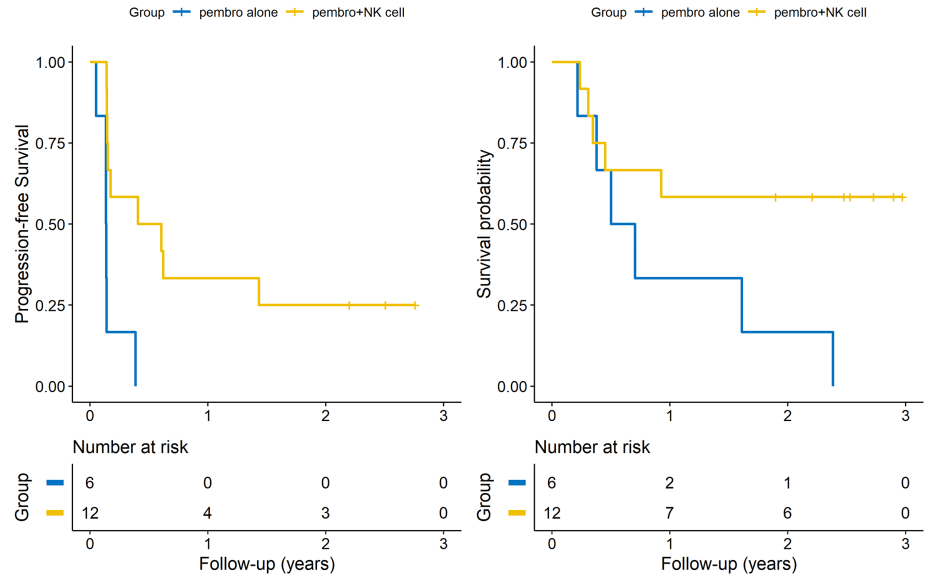 Group pembro alone pembro+NK cell
Progression-free Survival
1.00
0.75
0.50
0.25
0.00
0 1 2 3
Number at risk
Group
6 0 0 0
12 4 3 0
0 1 2 3
Follow-up (years)
Group pembro alone pembro+NK cell
Survival probability
1.00
0.75
0.50
0.25
0.00
0 1 2 3
Number at risk
Group
6 2 1 0
12 7 6 0
0 1 2 3
Follow-up (years)